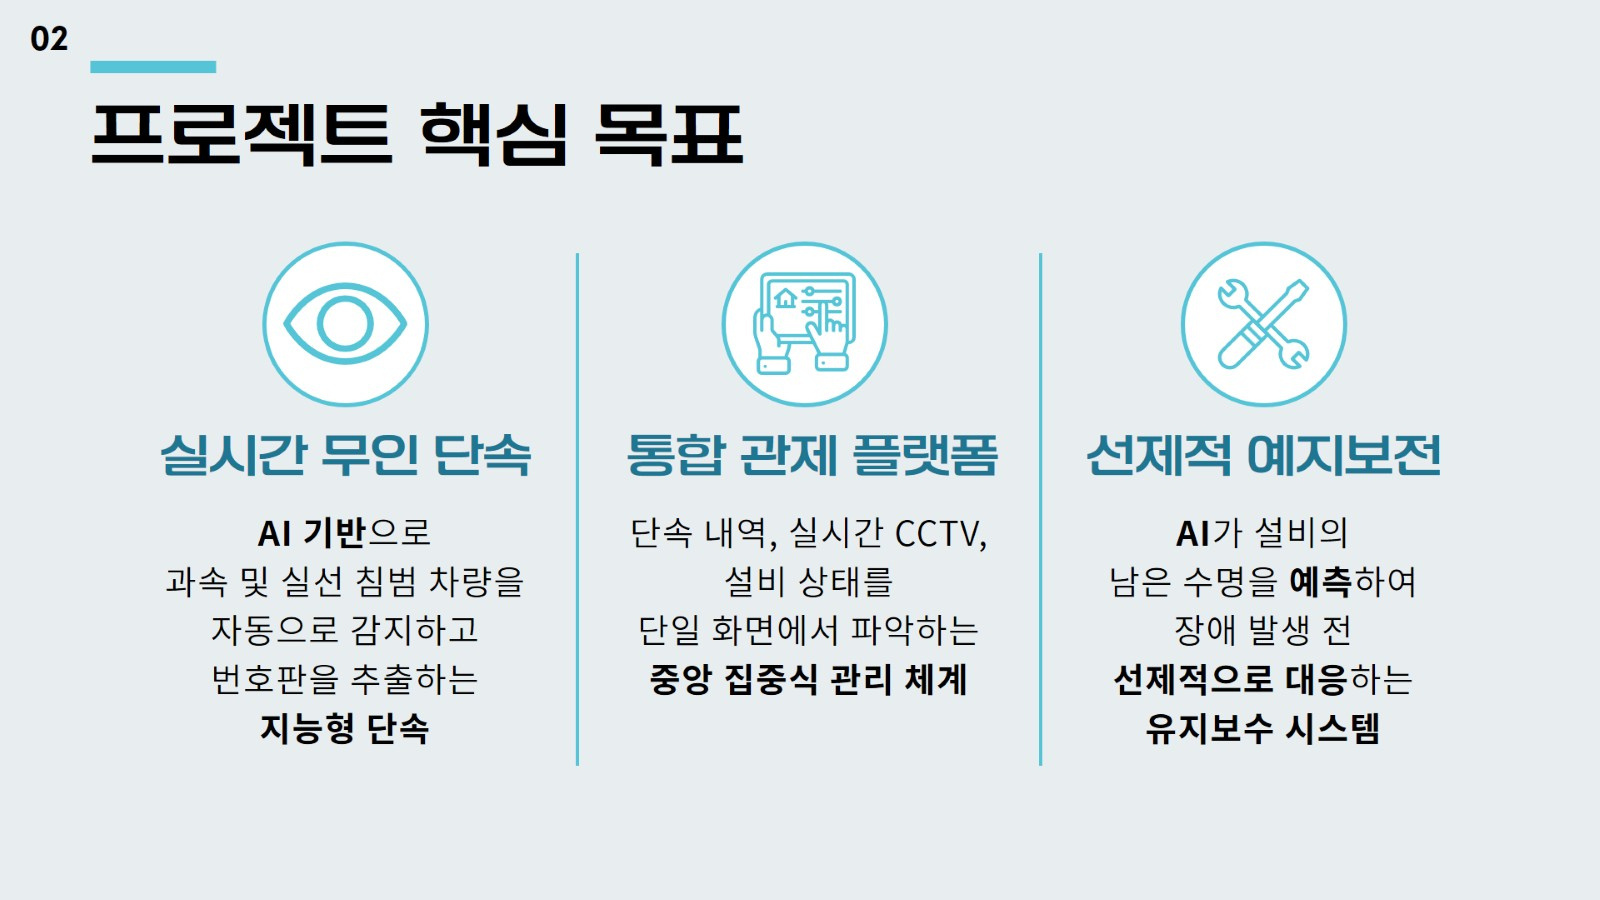 02
프로젝트 핵심 목표
실시간 무인 단속
AI 기반으로
과속 및 실선 침범 차량을
자동으로 감지하고
번호판을 추출하는
지능형 단속
통합 관제 플랫폼
단속 내역, 실시간 CCTV,
설비 상태를
단일 화면에서 파악하는
중앙 집중식 관리 체계
선제적 예지보전
AI가 설비의
남은 수명을 예측하여
장애 발생 전
선제적으로 대응하는
유지보수 시스템